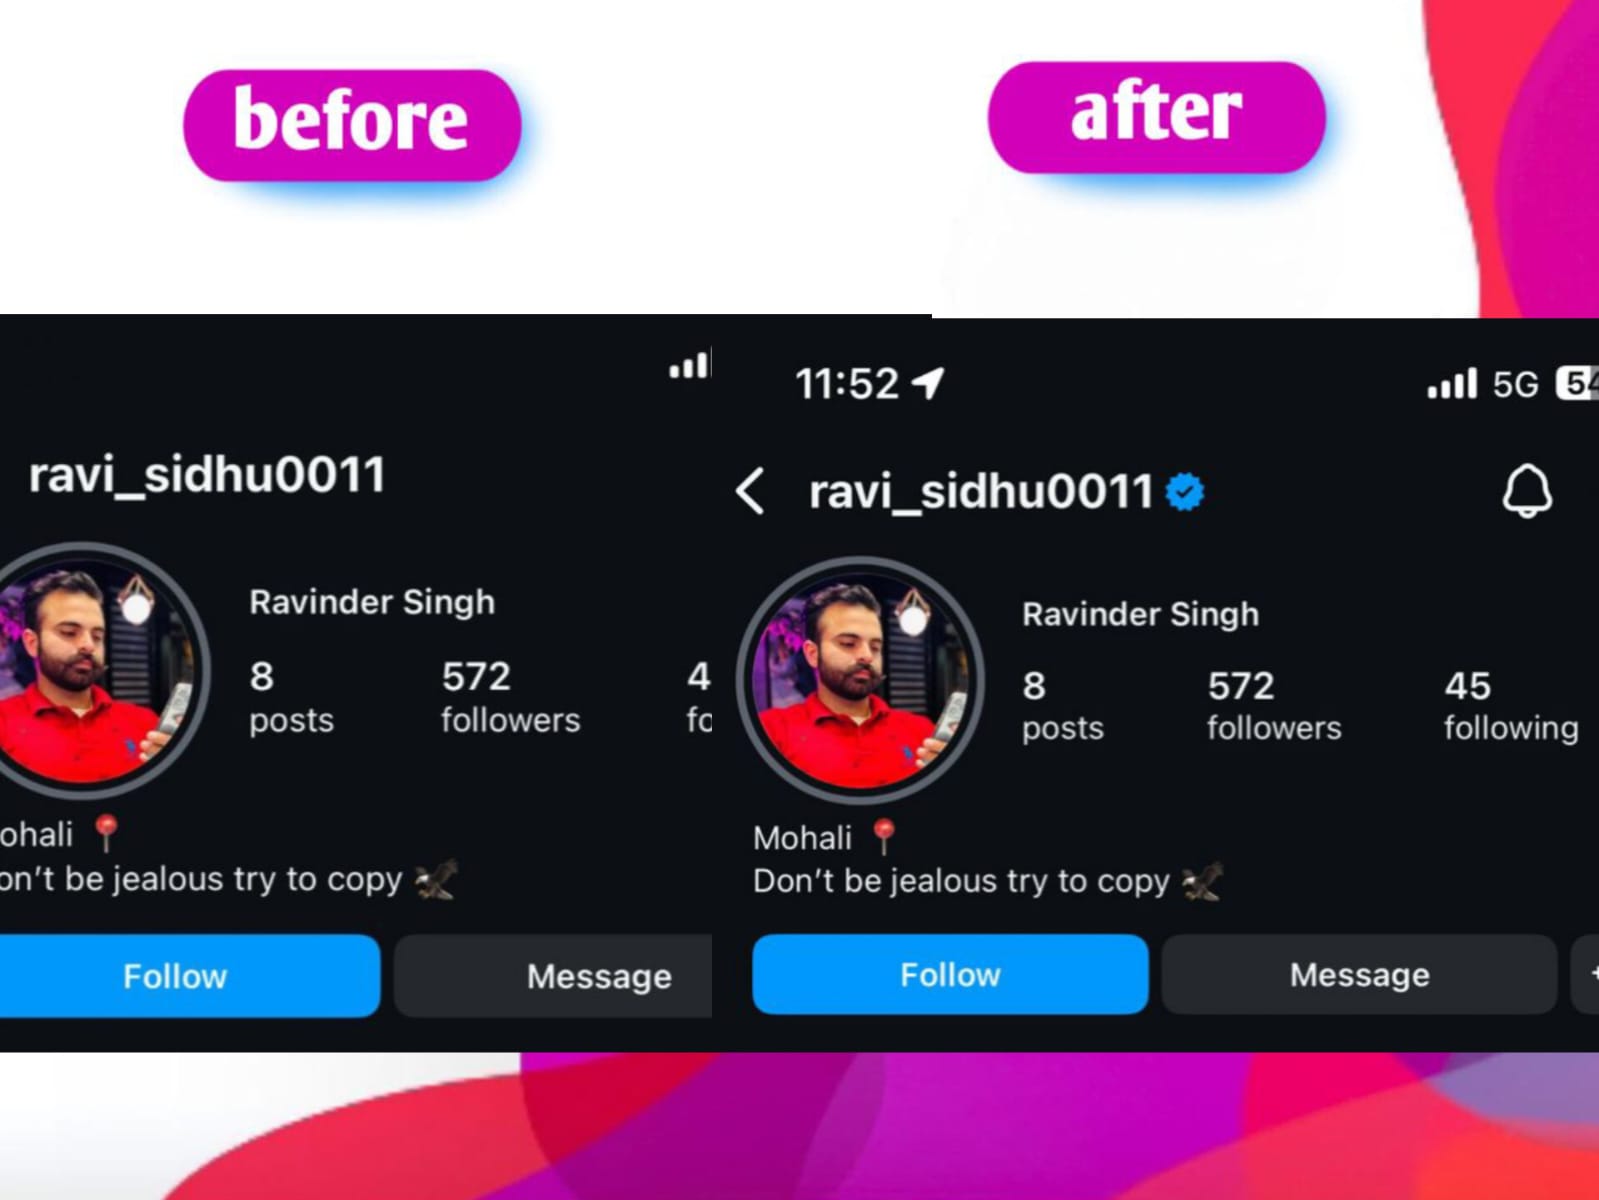 before
after
ravi_sidhu0011
Ravinder Singh
8
572
4
posts
followers
fo
ohali
on't be jealous try to copy
Follow
Message
11:52
5G
54
ravi_sidhu0011
Ravinder Singh
8
572
45
posts
followers
following
Mohali
Don't be jealous try to copy
Follow
Message